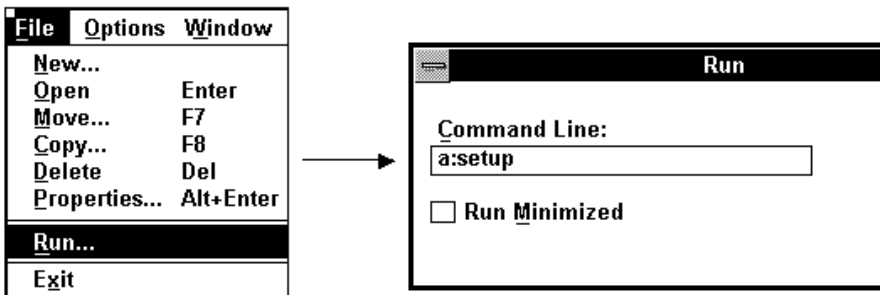 File Options Window
New...
Open Enter
Move... F7
Copy... F8
Delete Del
Properties... Alt+Enter
Run...
Exit
Run
Command Line:
a:setup
Run Minimized